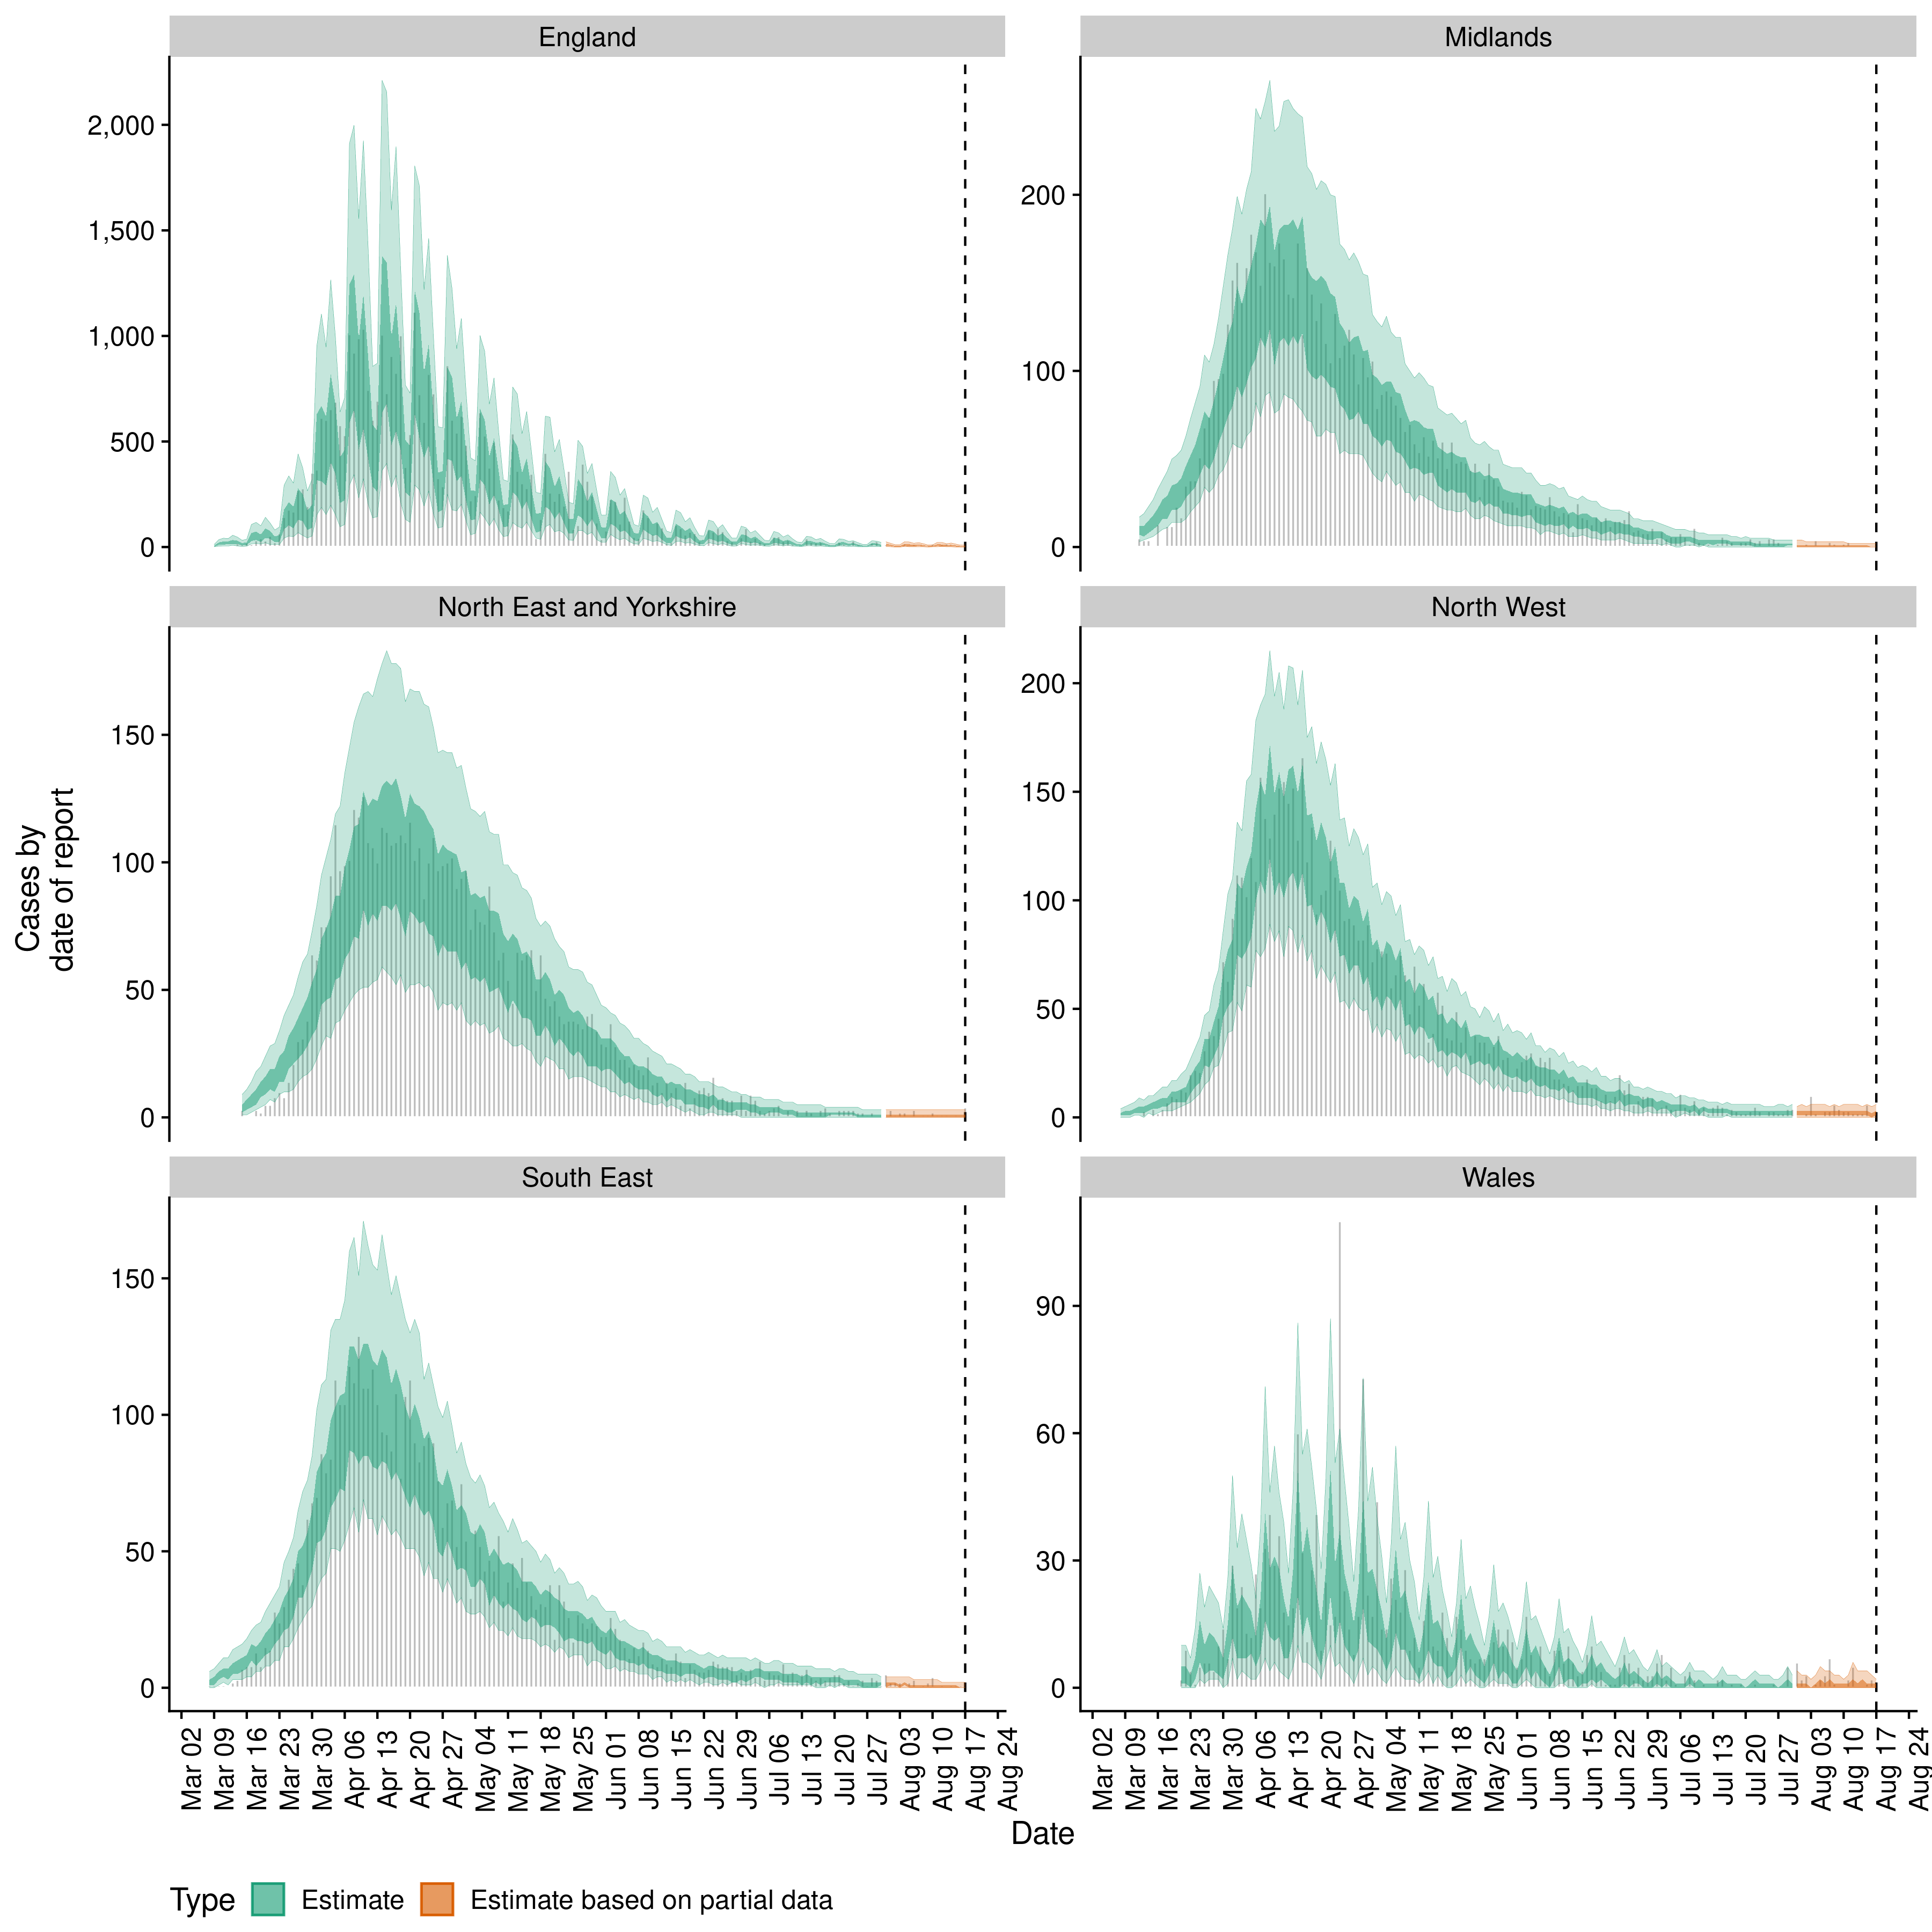 England
Midlands
2,000
1,500
1,000
500
0
200
100
0
North East and Yorkshire
North West
150
100
50
0
200
150
100
50
0
South East
Wales
150
100
50
0
90
60
30
0
Cases by
date of report
Mar 02
Mar 09
Mar 16
Mar 23
Mar 30
Apr 06
Apr 13
Apr 20
Apr 27
May 04
May 11
May 18
May 25
Jun 01
Jun 08
Jun 15
Jun 22
Jun 29
Jul 06
Jul 13
Jul 20
Jul 27
Aug 03
Aug 10
Aug 17
Aug 24
Mar 02
Mar 09
Mar 16
Mar 23
Mar 30
Apr 06
Apr 13
Apr 20
Apr 27
May 04
May 11
May 18
May 25
Jun 01
Jun 08
Jun 15
Jun 22
Jun 29
Jul 06
Jul 13
Jul 20
Jul 27
Aug 03
Aug 10
Aug 17
Aug 24
Date
Type Estimate Estimate based on partial data